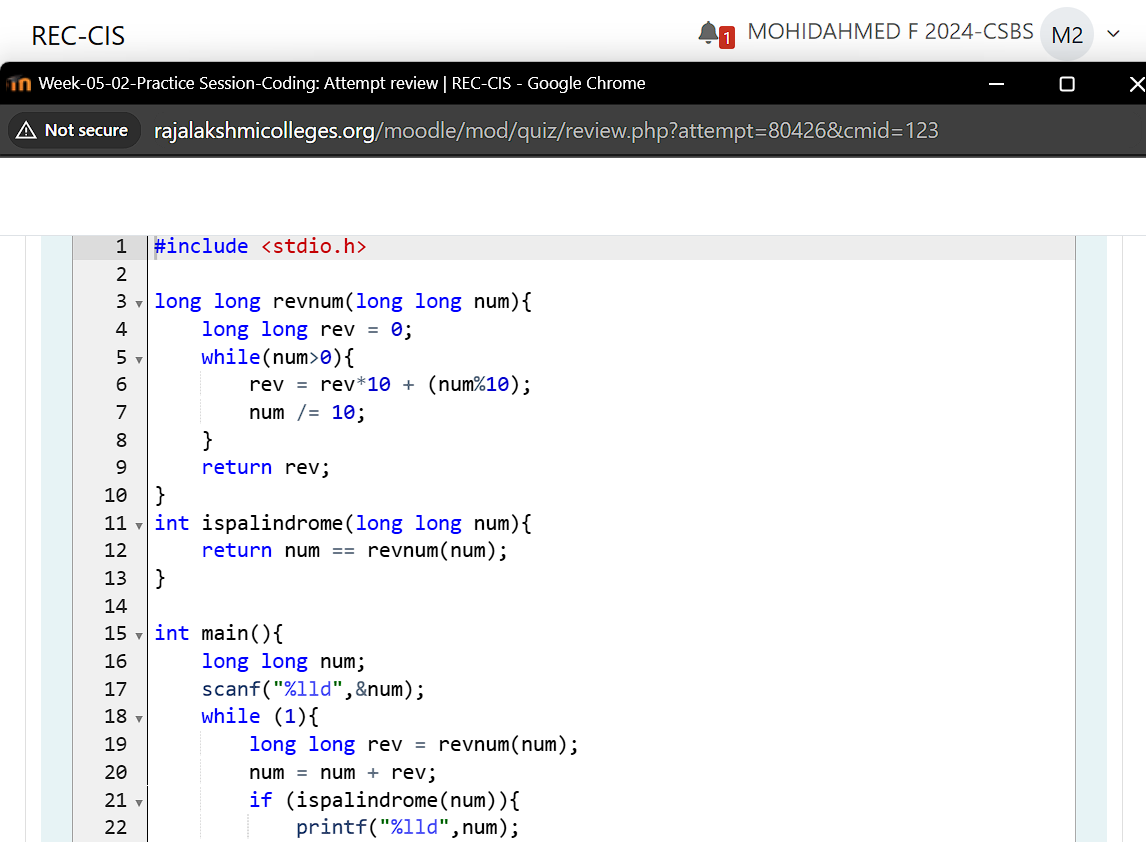 REC-CIS
1 MOHIDAHMED F 2024-CSBS M2
Week-05-02-Practice Session-Coding: Attempt review | REC-CIS - Google Chrome
Not secure rajalakshmicolleges.org/moodle/mod/quiz/review.php?attempt=80426&cmid=123
1 #include <stdio.h>
2
3 long long revnum(long long num){
4     long long rev = 0;
5     while(num>0){
6         rev = rev*10 + (num%10);
7         num /= 10;
8     }
9     return rev;
10 }
11 int ispalindrome(long long num){
12     return num == revnum(num);
13 }
14
15 int main(){
16     long long num;
17     scanf("%lld",&num);
18     while (1){
19         long long rev = revnum(num);
20         num = num + rev;
21         if (ispalindrome(num)){
22             printf("%lld",num);